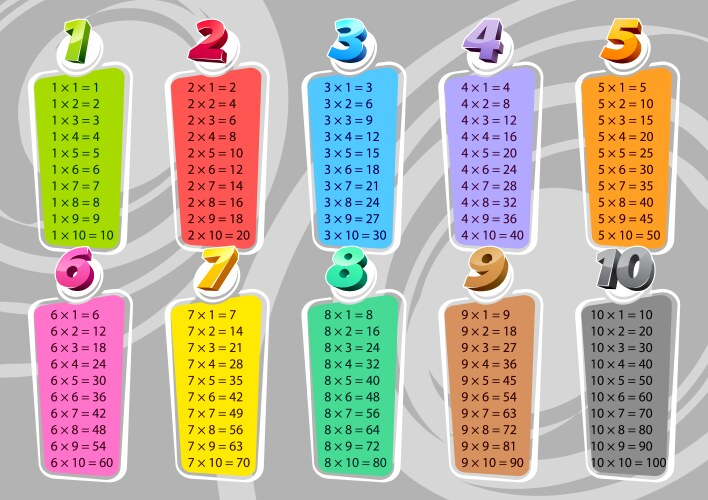 1
1 × 1 = 1
1 × 2 = 2
1 × 3 = 3
1 × 4 = 4
1 × 5 = 5
1 × 6 = 6
1 × 7 = 7
1 × 8 = 8
1 × 9 = 9
1 × 10 = 10
2
2 × 1 = 2
2 × 2 = 4
2 × 3 = 6
2 × 4 = 8
2 × 5 = 10
2 × 6 = 12
2 × 7 = 14
2 × 8 = 16
2 × 9 = 18
2 × 10 = 20
3
3 × 1 = 3
3 × 2 = 6
3 × 3 = 9
3 × 4 = 12
3 × 5 = 15
3 × 6 = 18
3 × 7 = 21
3 × 8 = 24
3 × 9 = 27
3 × 10 = 30
4
4 × 1 = 4
4 × 2 = 8
4 × 3 = 12
4 × 4 = 16
4 × 5 = 20
4 × 6 = 24
4 × 7 = 28
4 × 8 = 32
4 × 9 = 36
4 × 10 = 40
5
5 × 1 = 5
5 × 2 = 10
5 × 3 = 15
5 × 4 = 20
5 × 5 = 25
5 × 6 = 30
5 × 7 = 35
5 × 8 = 40
5 × 9 = 45
5 × 10 = 50
6
6 × 1 = 6
6 × 2 = 12
6 × 3 = 18
6 × 4 = 24
6 × 5 = 30
6 × 6 = 36
6 × 7 = 42
6 × 8 = 48
6 × 9 = 54
6 × 10 = 60
7
7 × 1 = 7
7 × 2 = 14
7 × 3 = 21
7 × 4 = 28
7 × 5 = 35
7 × 6 = 42
7 × 7 = 49
7 × 8 = 56
7 × 9 = 63
7 × 10 = 70
8
8 × 1 = 8
8 × 2 = 16
8 × 3 = 24
8 × 4 = 32
8 × 5 = 40
8 × 6 = 48
8 × 7 = 56
8 × 8 = 64
8 × 9 = 72
8 × 10 = 80
9
9 × 1 = 9
9 × 2 = 18
9 × 3 = 27
9 × 4 = 36
9 × 5 = 45
9 × 6 = 54
9 × 7 = 63
9 × 8 = 72
9 × 9 = 81
9 × 10 = 90
10
10 × 1 = 10
10 × 2 = 20
10 × 3 = 30
10 × 4 = 40
10 × 5 = 50
10 × 6 = 60
10 × 7 = 70
10 × 8 = 80
10 × 9 = 90
10 × 10 = 100